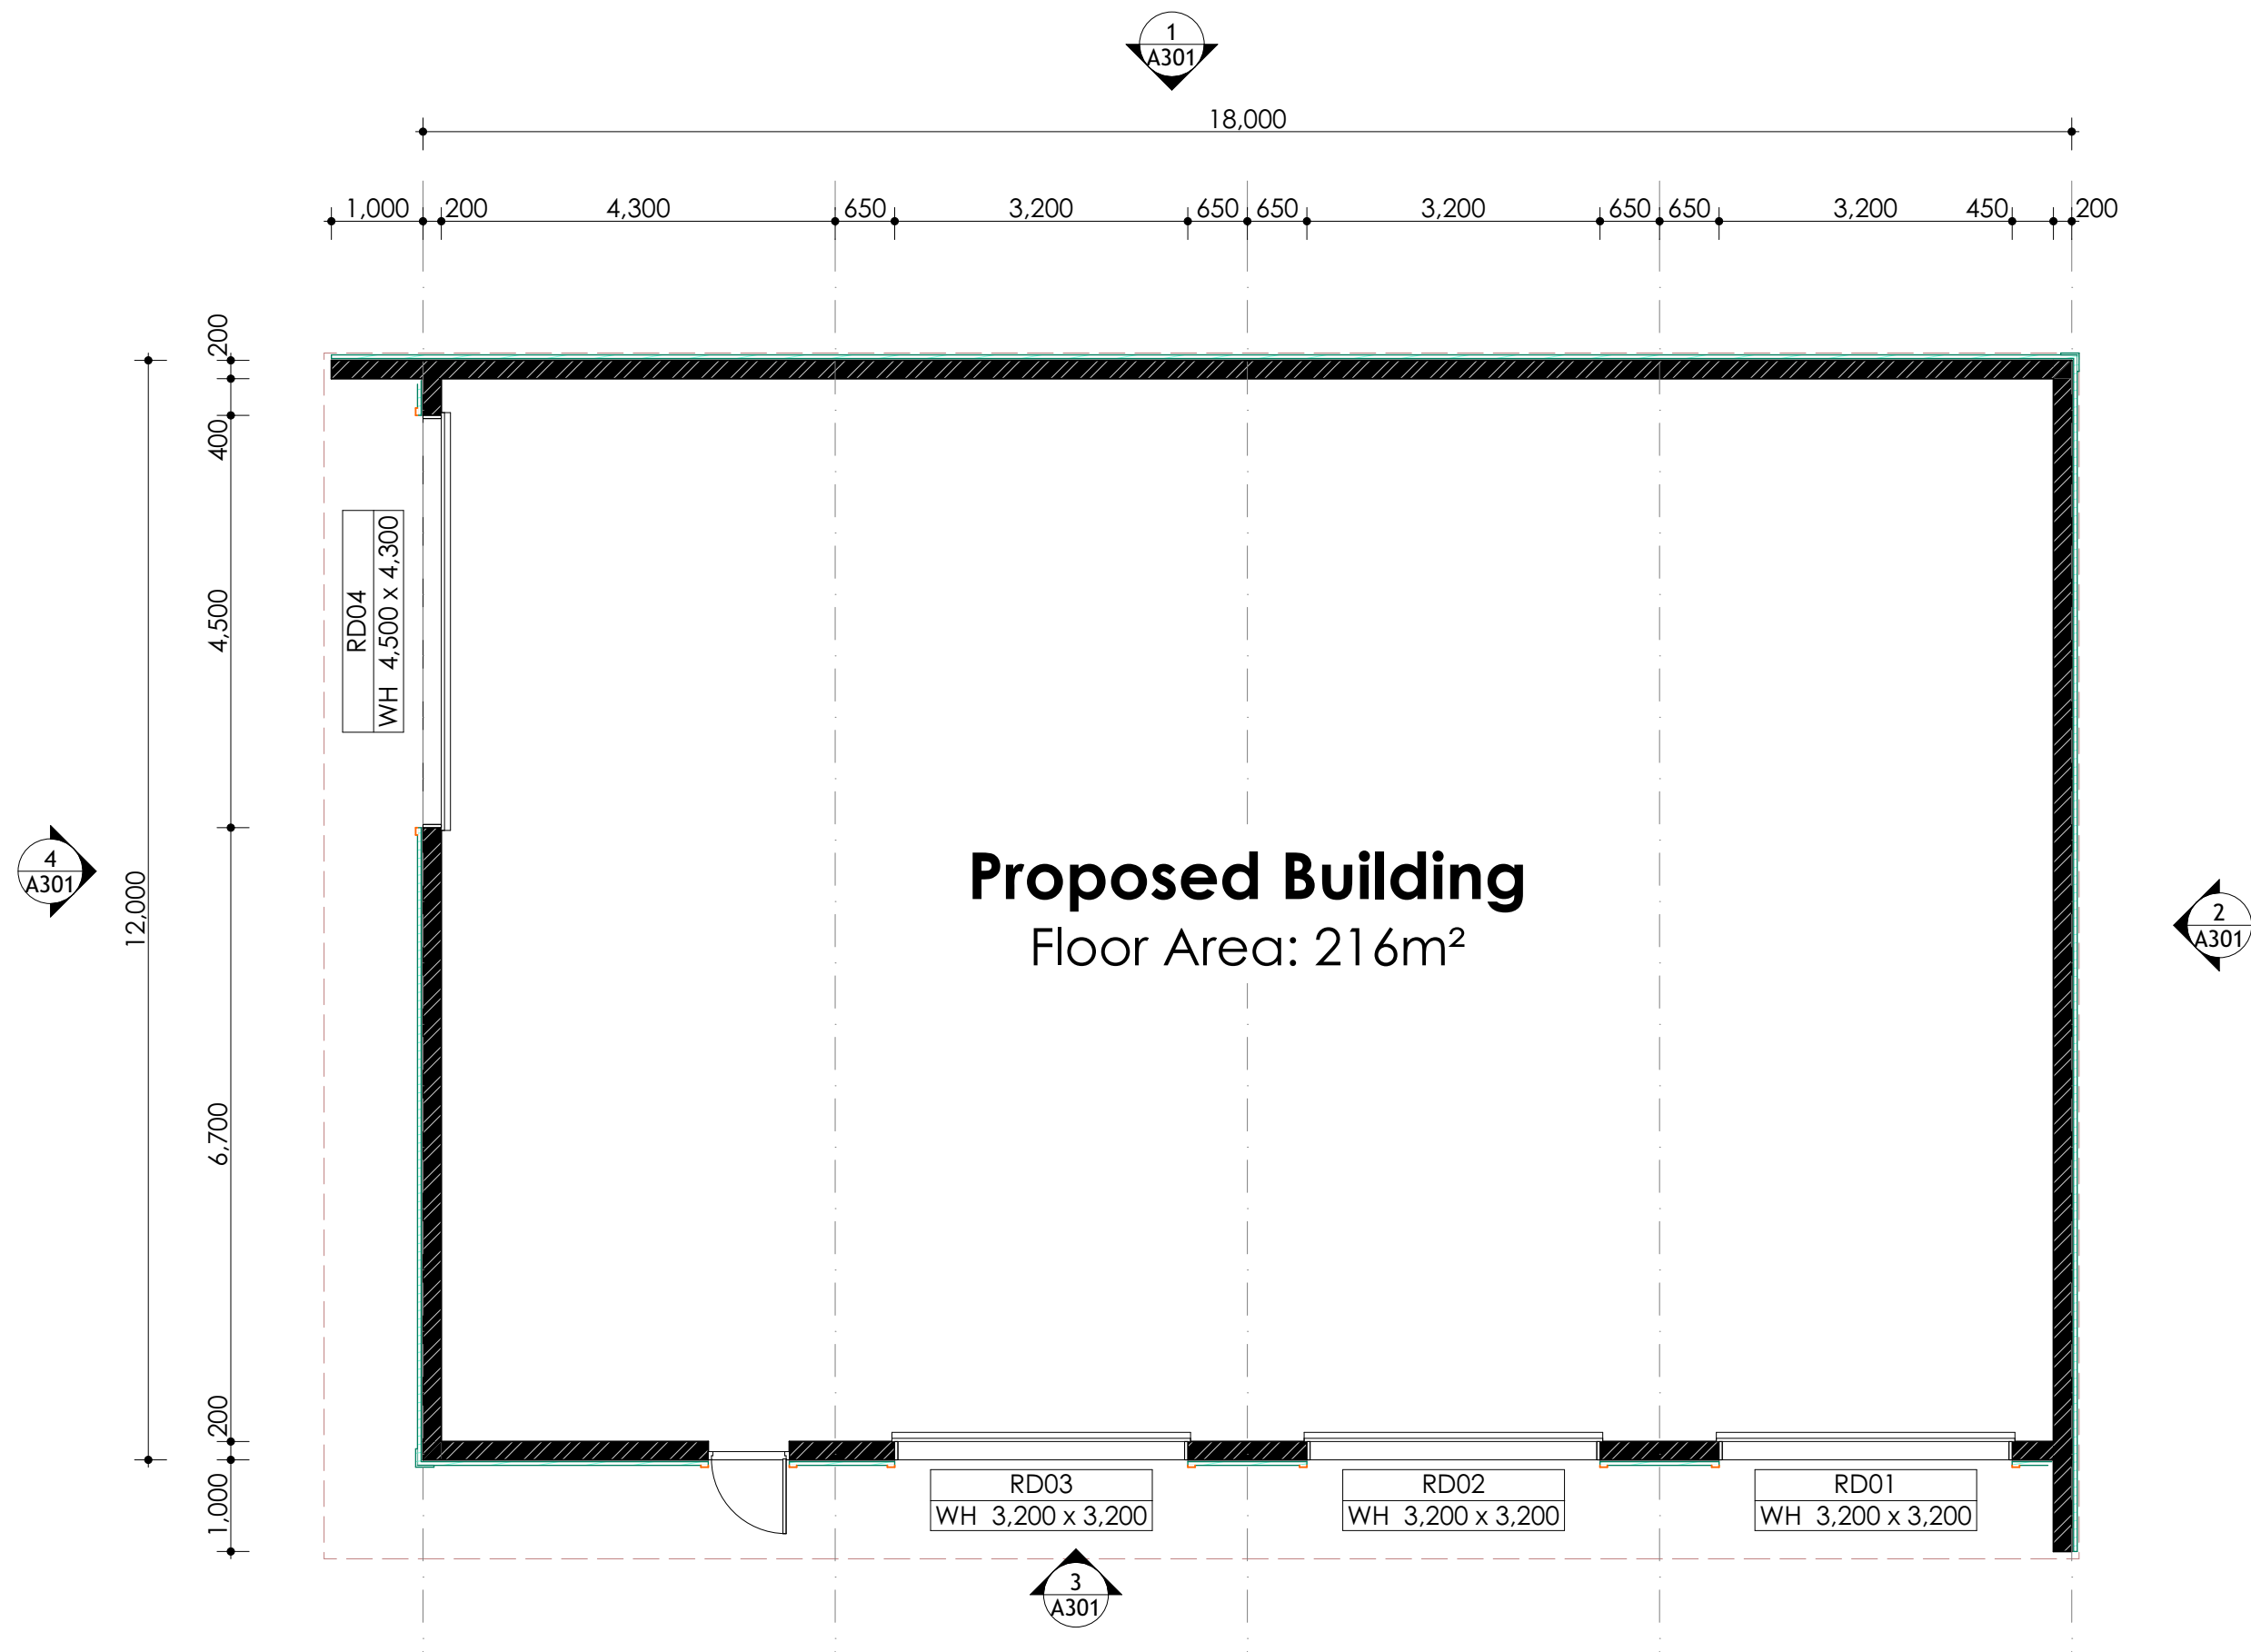 1
A301
18,000
1,000 200 4,300 650 3,200 650 650 3,200 650 650 3,200 450 200
200
400
4,500
6,700
200
1,000
12,000
RD04
WH 4,500 x 4,300
4
A301
Proposed Building
Floor Area: 216m²
2
A301
RD03
WH 3,200 x 3,200
RD02
WH 3,200 x 3,200
RD01
WH 3,200 x 3,200
3
A301